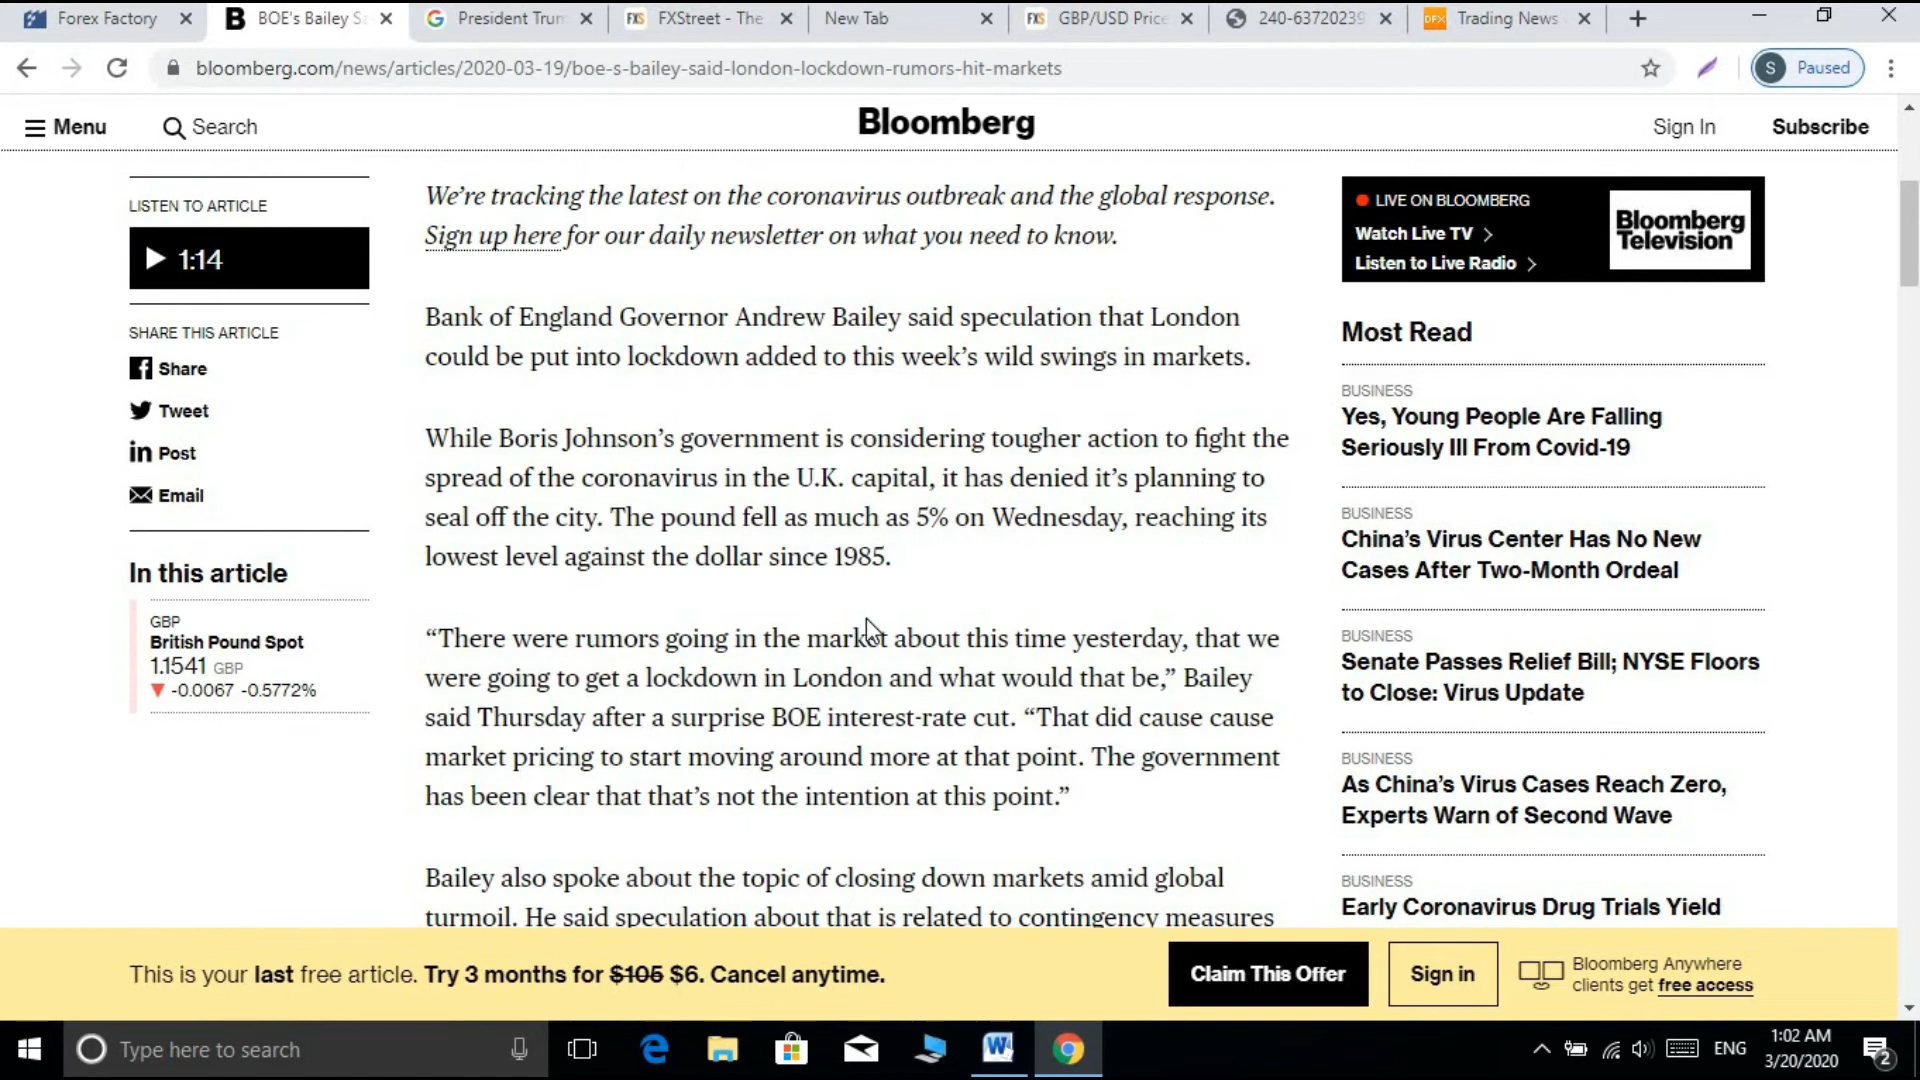 Forex Factory
BOE's Bailey Sa
President Trum
FXStreet - The
New Tab
GBP/USD Price
240-63720239
Trading News
bloomberg.com/news/articles/2020-03-19/boe-s-bailey-said-london-lockdown-rumors-hit-markets
S Paused
Menu
Search
Bloomberg
Sign In
Subscribe
LISTEN TO ARTICLE
1:14
SHARE THIS ARTICLE
Share
Tweet
Post
Email
In this article
GBP
British Pound Spot
1.1541 GBP
-0.0067 -0.5772%
We're tracking the latest on the coronavirus outbreak and the global response.
Sign up here for our daily newsletter on what you need to know.
Bank of England Governor Andrew Bailey said speculation that London
could be put into lockdown added to this week's wild swings in markets.
While Boris Johnson's government is considering tougher action to fight the
spread of the coronavirus in the U.K. capital, it has denied it's planning to
seal off the city. The pound fell as much as 5% on Wednesday, reaching its
lowest level against the dollar since 1985.
“There were rumors going in the market about this time yesterday, that we
were going to get a lockdown in London and what would that be,” Bailey
said Thursday after a surprise BOE interest-rate cut. “That did cause cause
market pricing to start moving around more at that point. The government
has been clear that that's not the intention at this point.”
Bailey also spoke about the topic of closing down markets amid global
turmoil. He said speculation about that is related to contingency measures
LIVE ON BLOOMBERG
Watch Live TV
Listen to Live Radio
Bloomberg
Television
Most Read
BUSINESS
Yes, Young People Are Falling
Seriously Ill From Covid-19
BUSINESS
China's Virus Center Has No New
Cases After Two-Month Ordeal
BUSINESS
Senate Passes Relief Bill; NYSE Floors
to Close: Virus Update
BUSINESS
As China's Virus Cases Reach Zero,
Experts Warn of Second Wave
BUSINESS
Early Coronavirus Drug Trials Yield
This is your last free article. Try 3 months for $105 $6. Cancel anytime.
Claim This Offer
Sign in
Bloomberg Anywhere
clients get free access
Type here to search
ENG
1:02 AM
3/20/2020
2